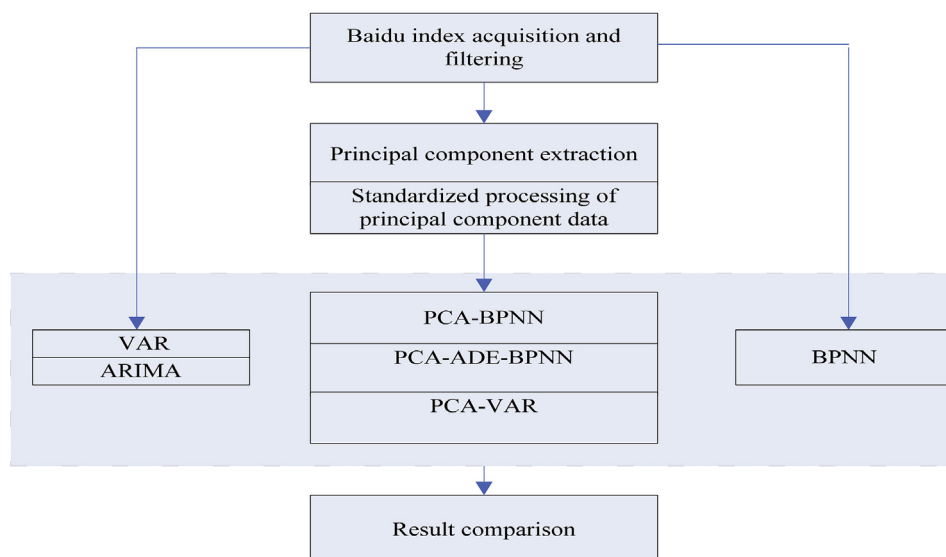 Baidu index acquisition and
filtering
Principal component extraction
Standardized processing of
principal component data
VAR
ARIMA
PCA-BPNN
PCA-ADE-BPNN
PCA-VAR
BPNN
Result comparison